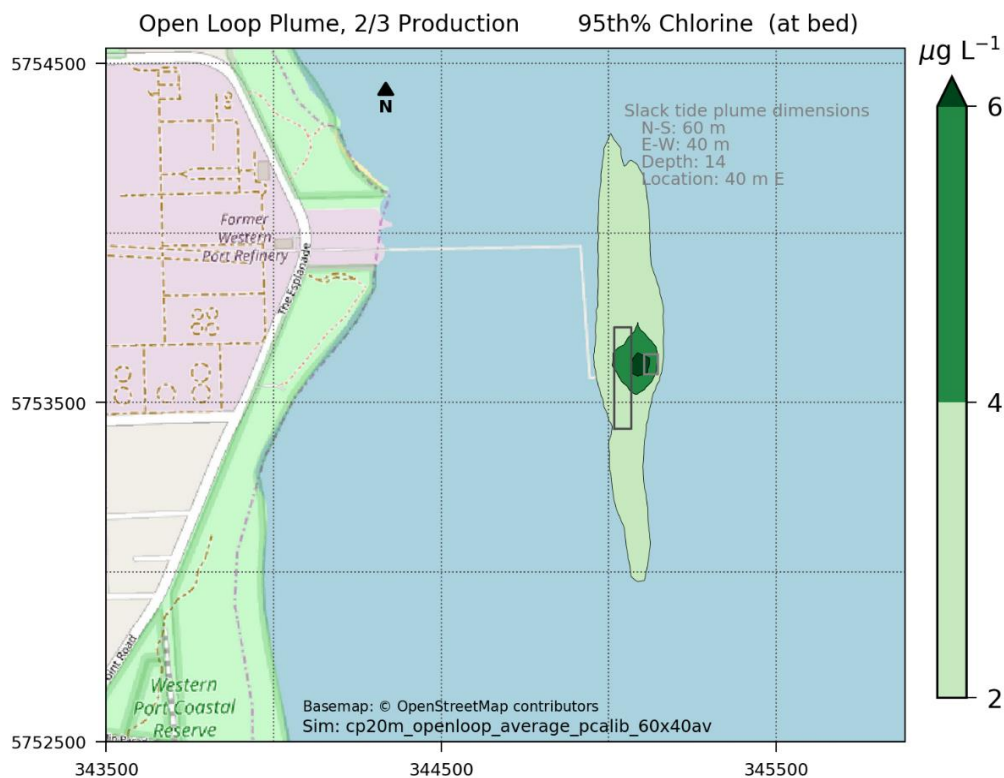 Open Loop Plume, 2/3 Production 95th% Chlorine (at bed)
μg L⁻¹
5754500
N
Slack tide plume dimensions
N-S: 60 m
E-W: 40 m
Depth: 14
Location: 40 m E
6
Former
Western
Port Refinery
The Esplanade
5753500
4
oint Road
Western
Port Coastal
Reserve
Basemap: © OpenStreetMap contributors
Sim: cp20m_openloop_average_pcalib_60x40av
2
5752500
343500
344500
345500